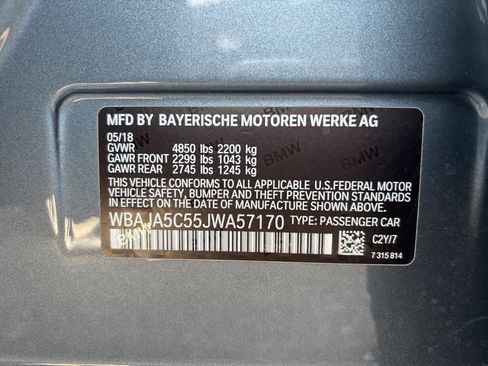 MFD BY BAYERISCHE MOTOREN WERKE AG
05/18
GVWR 4850 lbs 2200 kg
GAWR FRONT 2299 lbs 1043 kg
GAWR REAR 2745 lbs 1245 kg
THIS VEHICLE CONFORMS TO ALL APPLICABLE U.S.FEDERAL MOTOR
VEHICLE SAFETY, BUMPER, AND THEFT PREVENTION STANDARDS
IN EFFECT ON THE DATE OF MANUFACTURE SHOWN ABOVE.
WBAJA5C55JWA57170 TYPE: PASSENGER CAR
C2Y/7
7 315 814